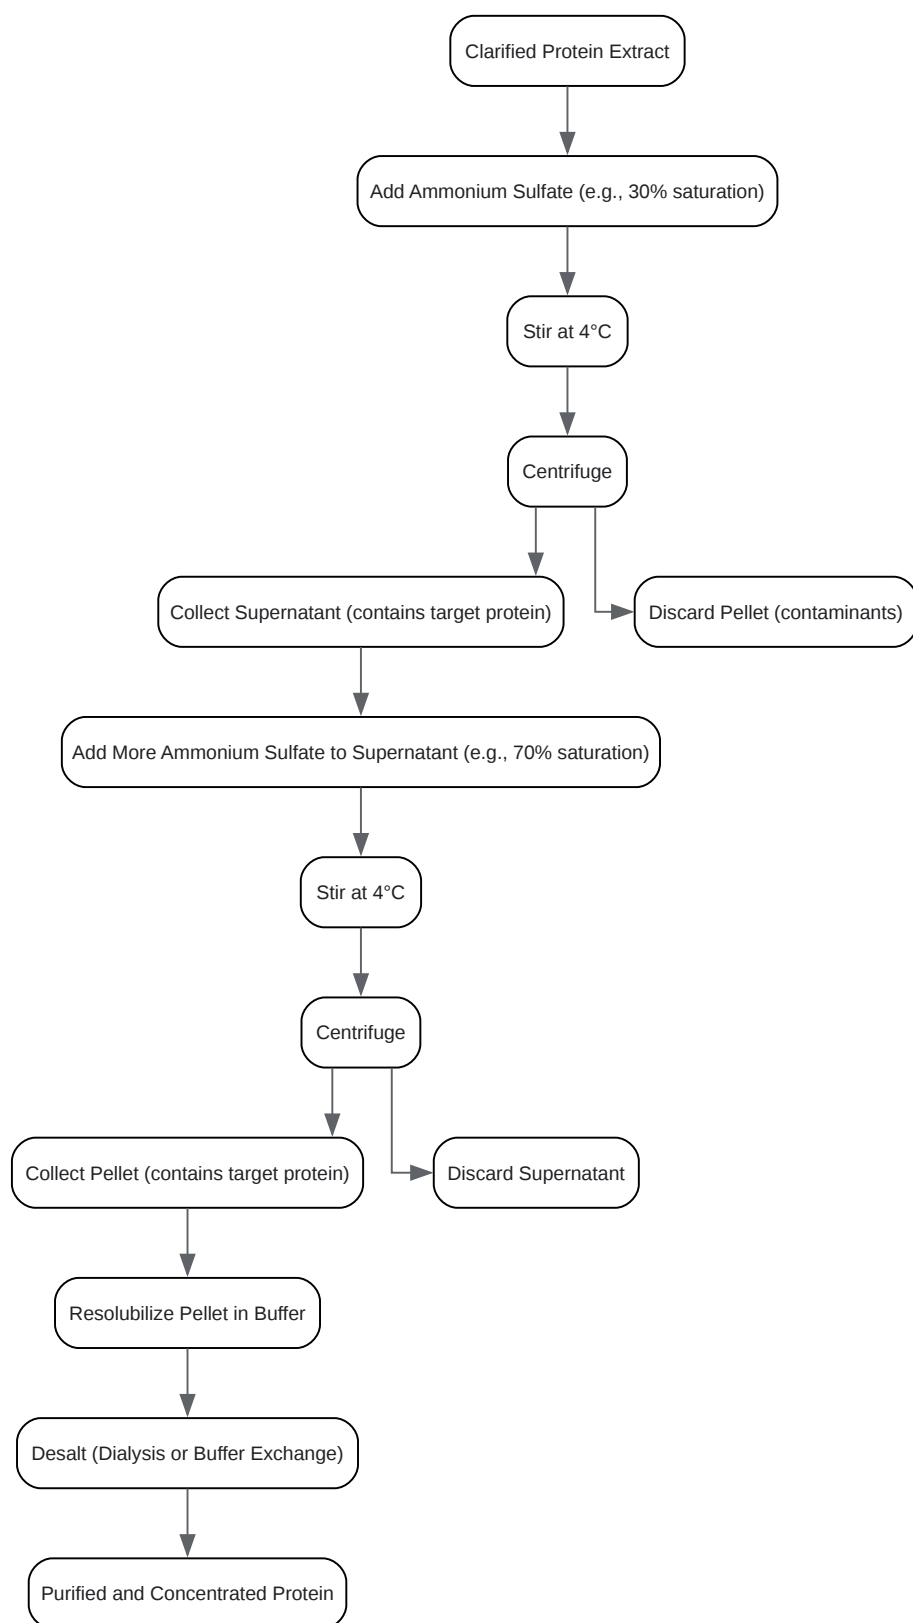 Clarified Protein Extract
Add Ammonium Sulfate (e.g., 30% saturation)
Stir at 4°C
Centrifuge
Collect Supernatant (contains target protein)
Discard Pellet (contaminants)
Add More Ammonium Sulfate to Supernatant (e.g., 70% saturation)
Stir at 4°C
Centrifuge
Collect Pellet (contains target protein)
Discard Supernatant
Resolubilize Pellet in Buffer
Desalt (Dialysis or Buffer Exchange)
Purified and Concentrated Protein